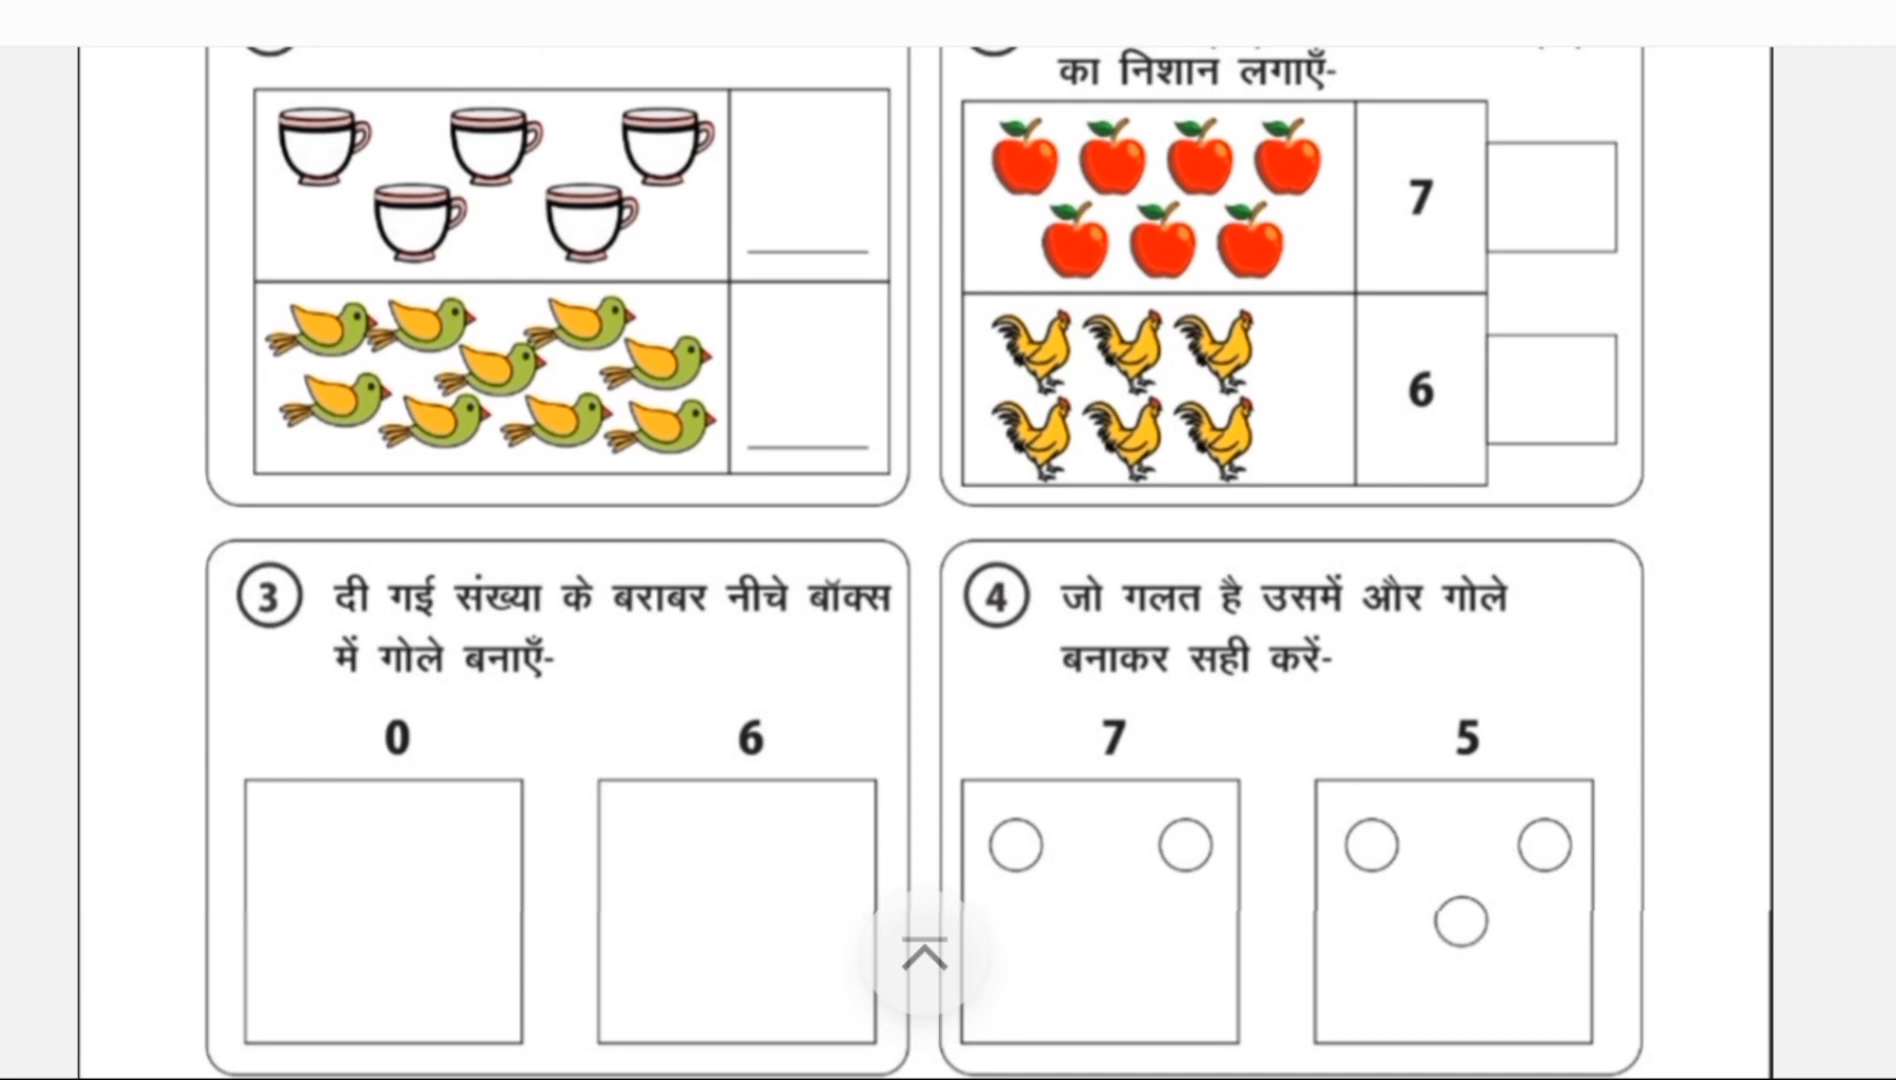 का निशान लगाएँ-
7
6
3 दी गई संख्या के बराबर नीचे बॉक्स
में गोले बनाएँ-
0 6
4 जो गलत है उसमें और गोले
बनाकर सही करें-
7 5